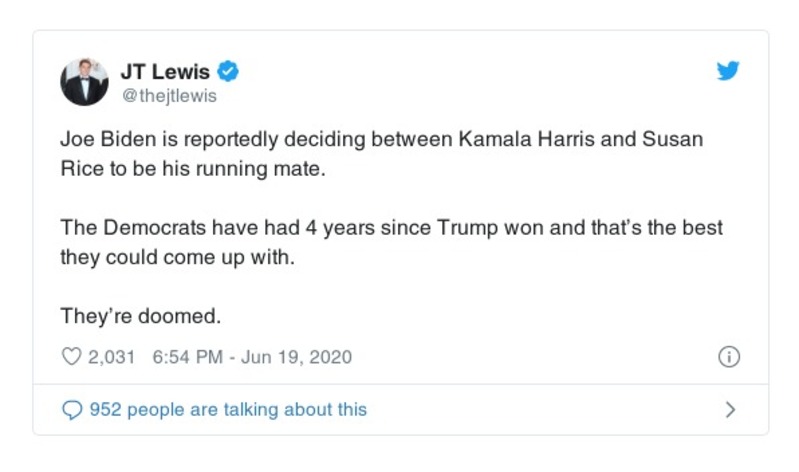 JT Lewis
@thejtlewis
Joe Biden is reportedly deciding between Kamala Harris and Susan
Rice to be his running mate.
The Democrats have had 4 years since Trump won and that's the best
they could come up with.
They're doomed.
2,031 6:54 PM - Jun 19, 2020
952 people are talking about this